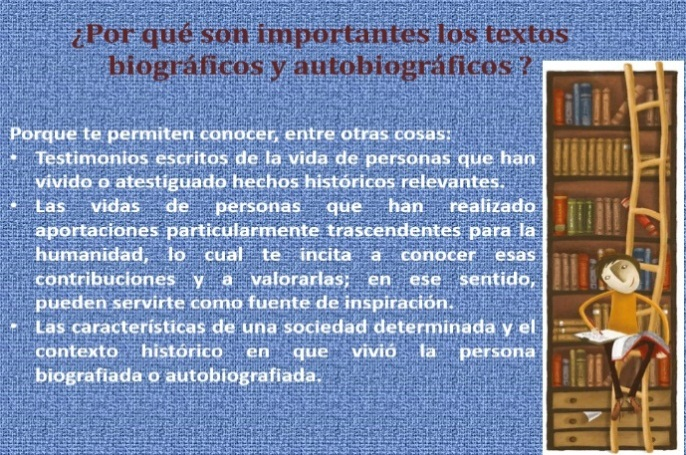 ¿Por qué son importantes los textos
biográficos y autobiográficos ?
Porque te permiten conocer, entre otras cosas:
• Testimonios escritos de la vida de personas que han
vivido o atestiguado hechos históricos relevantes.
• Las vidas de personas que han realizado
aportaciones particularmente trascendentes para la
humanidad, lo cual te incita a conocer esas
contribuciones y a valorarlas; en ese sentido,
pueden servirte como fuente de inspiración.
• Las características de una sociedad determinada y el
contexto histórico en que vivió la persona
biografiada o autobiografiada.